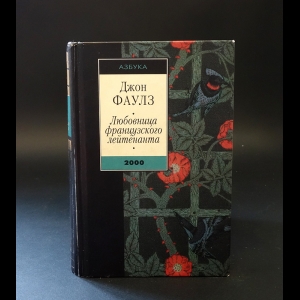 АЗБУКА
Джон
ФАУЛЗ
Любовница
французского
лейтенанта
2000